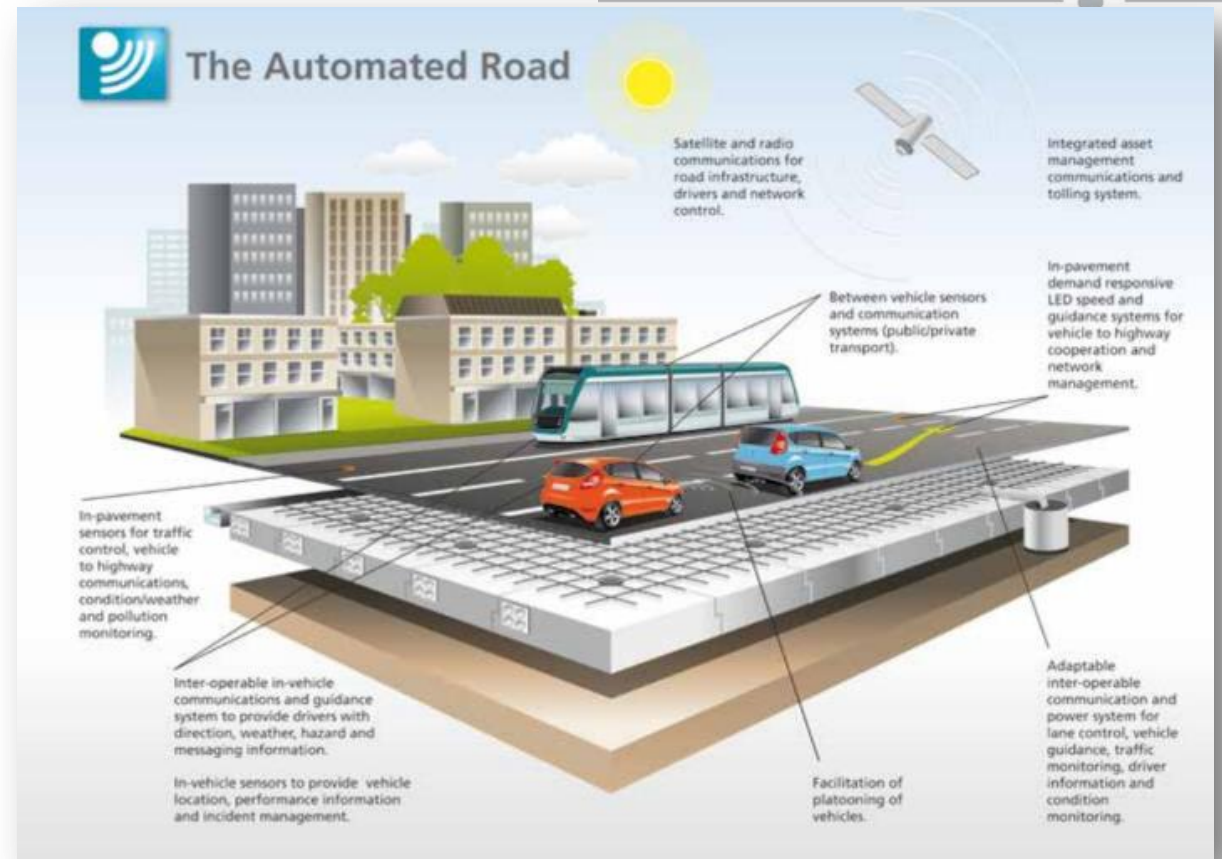 The Automated Road
Satellite and radio
communications for
road infrastructure,
drivers and network
control.
Integrated asset
management
communications and
tolling system.
Between vehicle sensors
and communication
systems (public/private
transport).
In-pavement
demand responsive
LED speed and
guidance systems for
vehicle to highway
cooperation and
network
management.
In-pavement
sensors for traffic
control, vehicle
to highway
communications,
condition/weather
and pollution
monitoring.
Inter-operable in-vehicle
communications and guidance
system to provide drivers with
direction, weather, hazard and
messaging information.
In-vehicle sensors to provide vehicle
location, performance information
and incident management.
Facilitation of
platooning of
vehicles.
Adaptable
inter-operable
communication and
power system for
lane control, vehicle
guidance, traffic
monitoring, driver
information and
condition
monitoring.